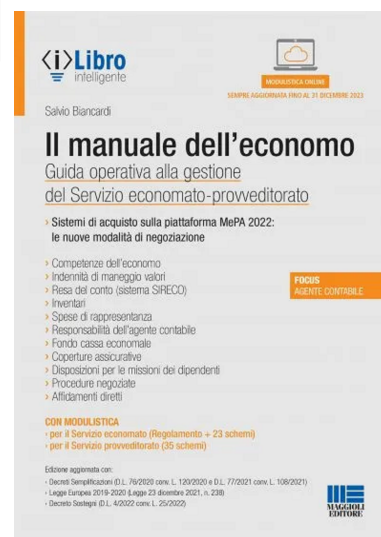 <i>Libro
intelligente
MODULISTICA ONLINE
SEMPRE AGGIORNATA FINO AL 31 DICEMBRE 2023
Salvio Biancardi
Il manuale dell'economo
Guida operativa alla gestione
del Servizio economato-provveditorato
› Sistemi di acquisto sulla piattaforma MePA 2022:
le nuove modalità di negoziazione
› Competenze dell'economo
› Indennità di maneggio valori
› Resa del conto (sistema SIRECO)
› Inventari
› Spese di rappresentanza
› Responsabilità dell'agente contabile
› Fondo cassa economale
› Coperture assicurative
› Disposizioni per le missioni dei dipendenti
› Procedure negoziate
› Affidamenti diretti
FOCUS
AGENTE CONTABILE
CON MODULISTICA
› per il Servizio economato (Regolamento + 23 schemi)
› per il Servizio provveditorato (35 schemi)
Edizione aggiornata con:
› Decreti Semplificazioni (D.L. 76/2020 conv. L. 120/2020 e D.L. 77/2021 conv. L. 108/2021)
› Legge Europea 2019-2020 (Legge 23 dicembre 2021, n. 238)
› Decreto Sostegni (D.L. 4/2022 conv. L. 25/2022)
MAGGIOLI
EDITORE